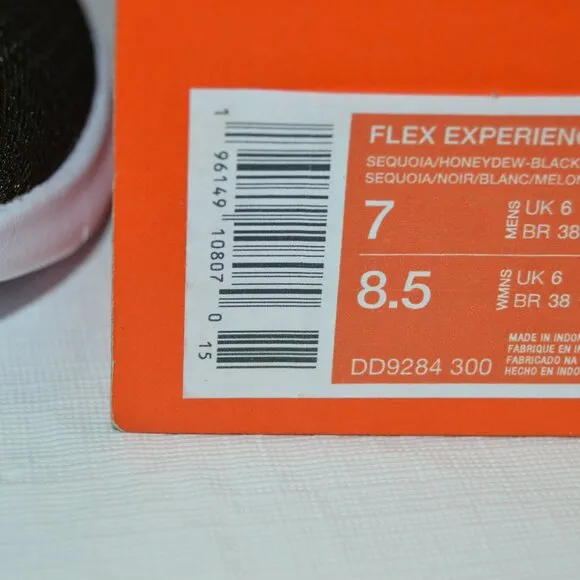 1 96149 10807 0 15
FLEX EXPERIENC
SEQUOIA/HONEYDEW-BLACK
SEQUOIA/NOIR/BLANC/MELON
7
MENS
UK 6
BR 38
8.5
WMNS
UK 6
BR 38
DD9284 300
MADE IN INDON
FABRIQUE EN IN
FABRICADO NA
HECHO EN INDO